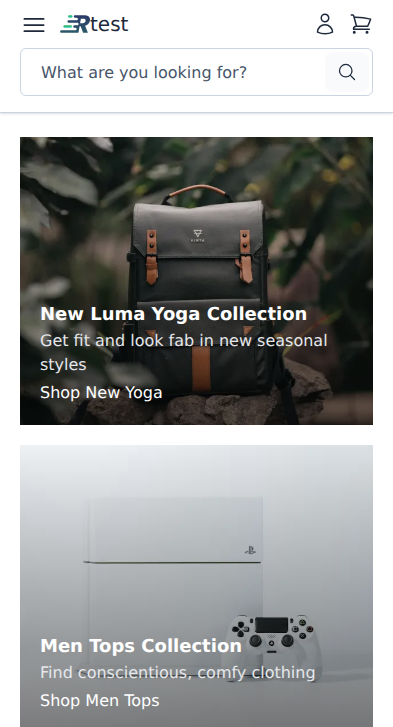 Rtest
What are you looking for?
New Luma Yoga Collection
Get fit and look fab in new seasonal
styles
Shop New Yoga
Men Tops Collection
Find conscientious, comfy clothing
Shop Men Tops